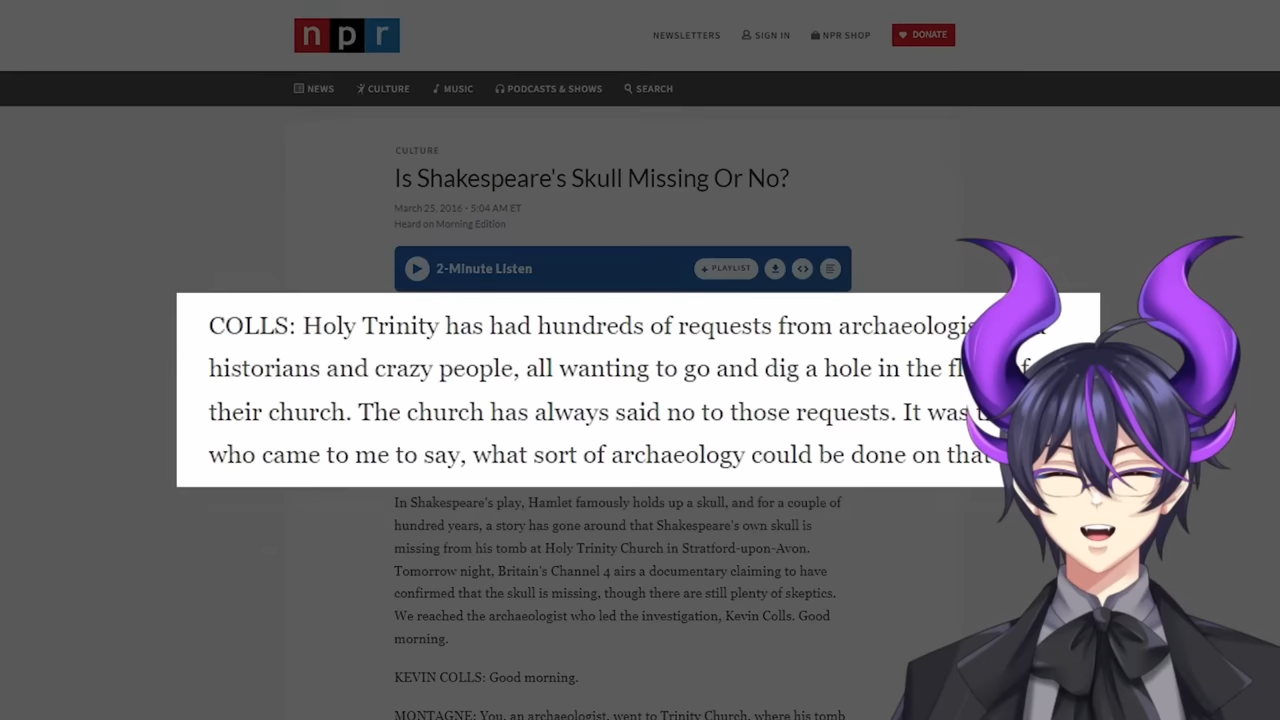 npr
NEWSLETTERS SIGN IN NPR SHOP DONATE
NEWS CULTURE MUSIC PODCASTS & SHOWS SEARCH
CULTURE
Is Shakespeare's Skull Missing Or No?
March 25, 2016 · 5:04 AM ET
Heard on Morning Edition
2-Minute Listen
+ PLAYLIST
COLLS: Holy Trinity has had hundreds of requests from
historians and crazy people, all wanting to go and dig a hole in the
their church. The church has always said no to those requests. It was
who came to me to say, what sort of archaeology could be done on that
In Shakespeare's play, Hamlet famously holds up a skull, and for a couple of
hundred years, a story has gone around that Shakespeare's own skull is
missing from his tomb at Holy Trinity Church in Stratford-upon-Avon.
Tomorrow night, Britain's Channel 4 airs a documentary claiming to have
confirmed that the skull is missing, though there are still plenty of skeptics.
We reached the archaeologist who led the investigation, Kevin Colls. Good
morning.
KEVIN COLLS: Good morning.
MONTAGNE: You, an archaeologist, went to Trinity Church, where his tomb